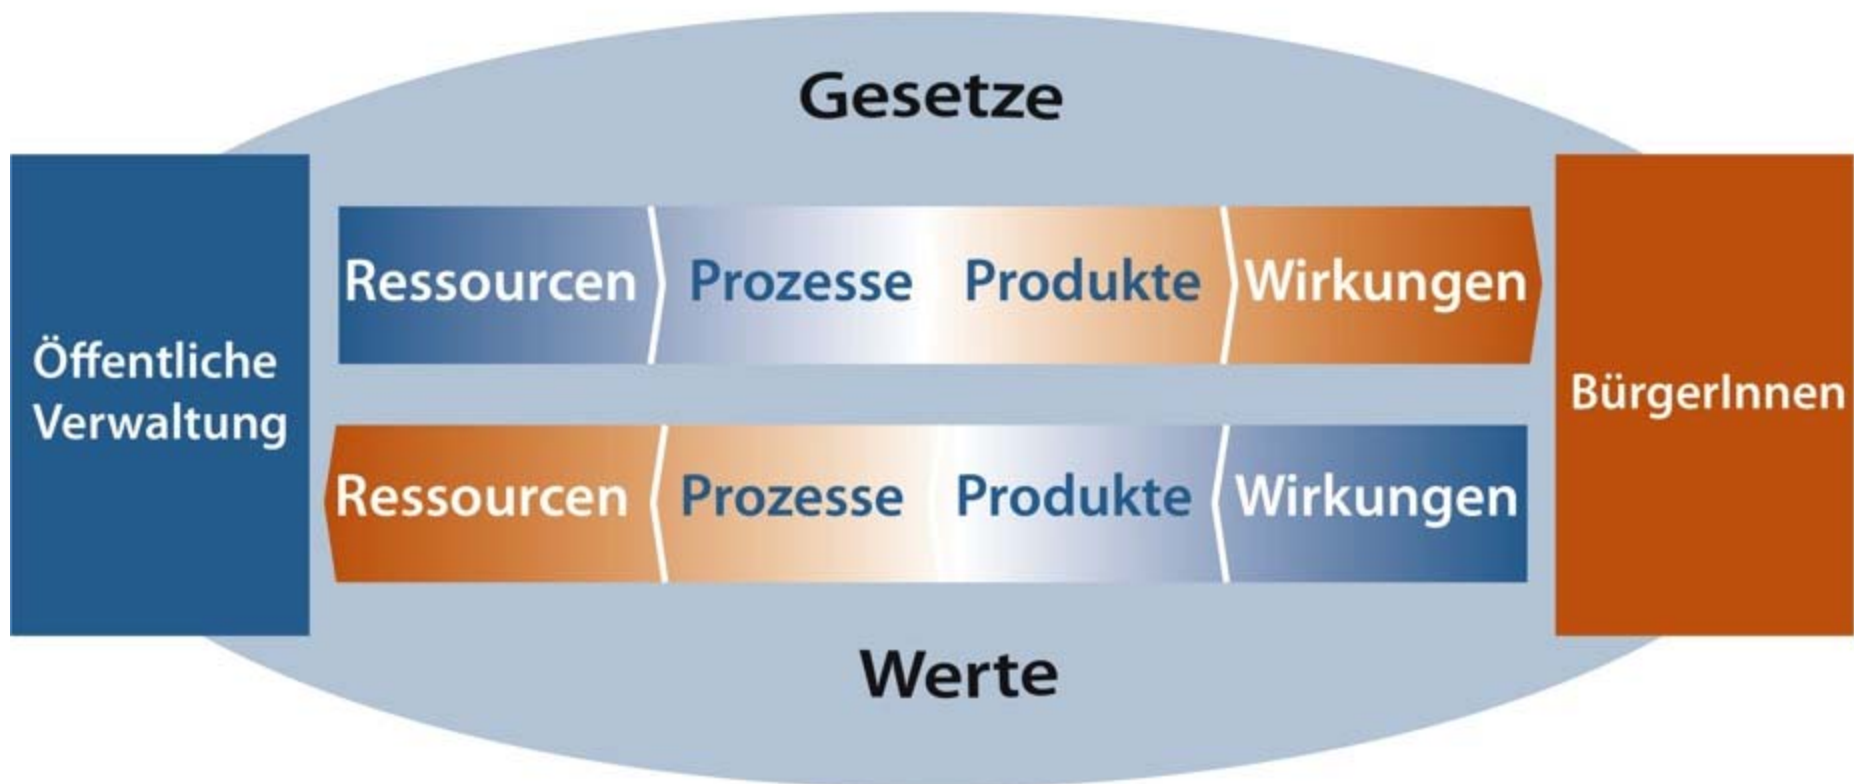 Gesetze
Öffentliche
Verwaltung
Ressourcen Prozesse Produkte Wirkungen
Ressourcen Prozesse Produkte Wirkungen
BürgerInnen
Werte